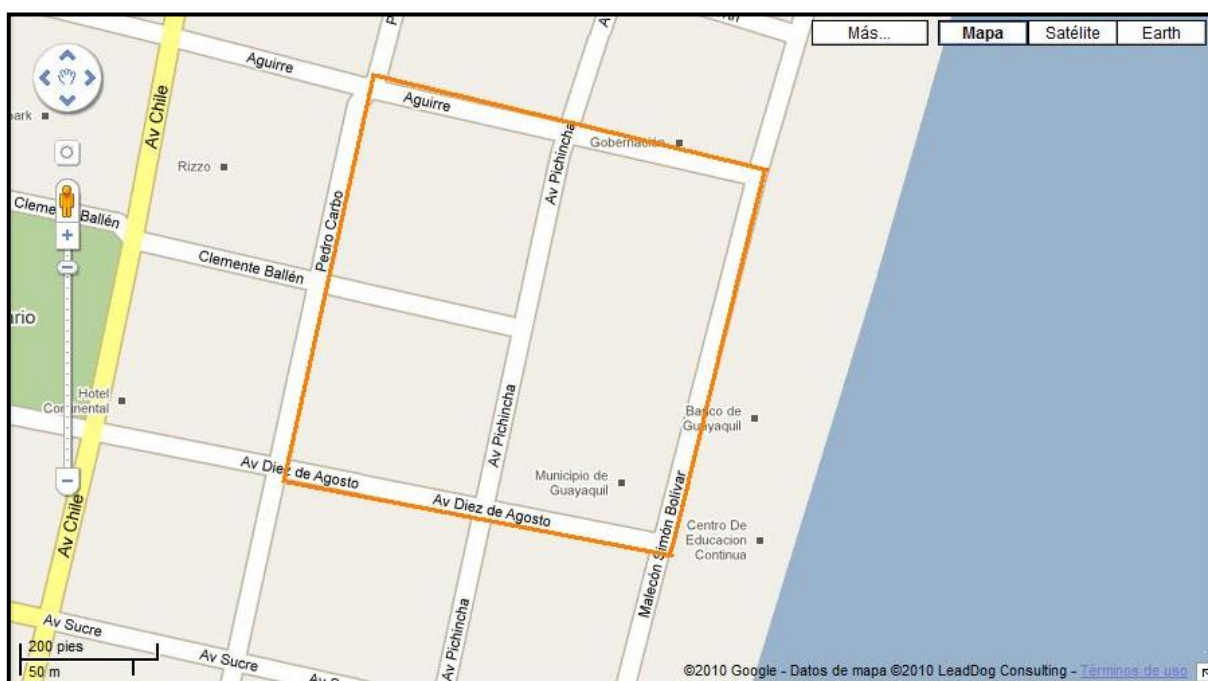 Más...
Mapa
Satélite
Earth
Aguirre
Av Chile
Aguirre
Gobernación
Av Pichincha
Rizzo
Pedro Carbo
Clemente Ballén
Clemente Ballén
Hotel
Continental
Av Pichincha
Banco de
Guayaquil
Av Diez de Agosto
Municipio de
Guayaquil
Av Diez de Agosto
Malecón Simón Bolívar
Centro De
Educacion
Continua
Av Chile
Av Pichincha
Av Sucre
Av Sucre
200 pies
50 m
©2010 Google - Datos de mapa ©2010 LeadDog Consulting - Términos de uso